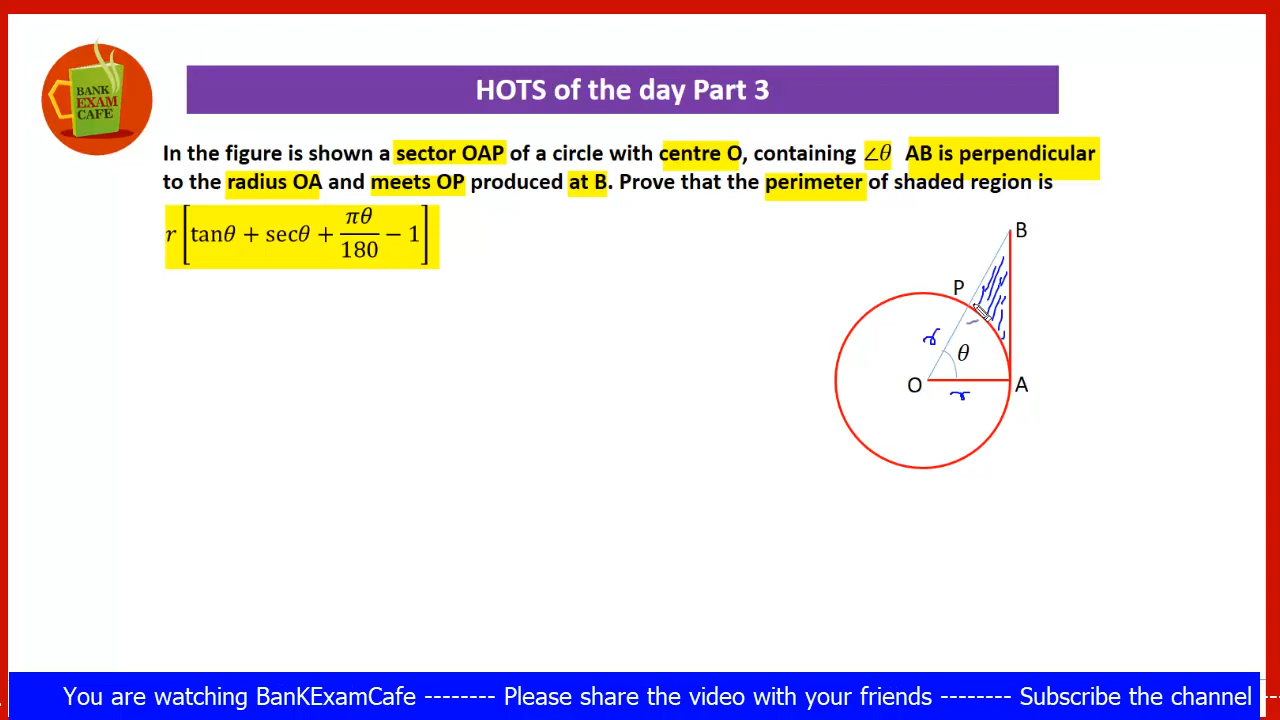 BANK
EXAM
CAFE
HOTS of the day Part 3
In the figure is shown a sector OAP of a circle with centre O, containing ∠θ AB is perpendicular
to the radius OA and meets OP produced at B. Prove that the perimeter of shaded region is
r[tanθ + secθ + πθ/180 − 1]
B
P
r
θ
O
A
r
You are watching BanKExamCafe -------- Please share the video with your friends -------- Subscribe the channel